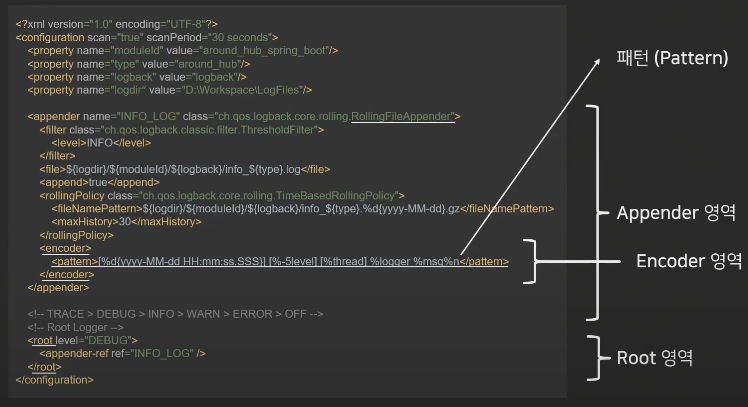 <?xml version="1.0" encoding="UTF-8"?>
<configuration scan="true" scanPeriod="30 seconds">
<property name="moduleId" value="around_hub_spring_boot"/>
<property name="type" value="around_hub"/>
<property name="logback" value="logback"/>
<property name="logdir" value="D:\Workspace\LogFiles"/>
<appender name="INFO_LOG" class="ch.qos.logback.core.rolling.RollingFileAppender">
<filter class="ch.qos.logback.classic.filter.ThresholdFilter">
<level>INFO</level>
</filter>
<file>${logdir}/${moduleId}/${logback}/info_${type}.log</file>
<append>true</append>
<rollingPolicy class="ch.qos.logback.core.rolling.TimeBasedRollingPolicy">
<fileNamePattern>${logdir}/${moduleId}/${logback}/info_${type}.%d{yyyy-MM-dd}.gz</fileNamePattern>
<maxHistory>30</maxHistory>
</rollingPolicy>
<encoder>
<pattern>[%d{yyyy-MM-dd HH:mm:ss.SSS}] [%-5level] [%thread] %logger %msg%n</pattern>
</encoder>
</appender>
<!-- TRACE > DEBUG > INFO > WARN > ERROR > OFF -->
<!-- Root Logger -->
<root level="DEBUG">
<appender-ref ref="INFO_LOG" />
</root>
</configuration>
패턴 (Pattern)
Appender 영역
Encoder 영역
Root 영역